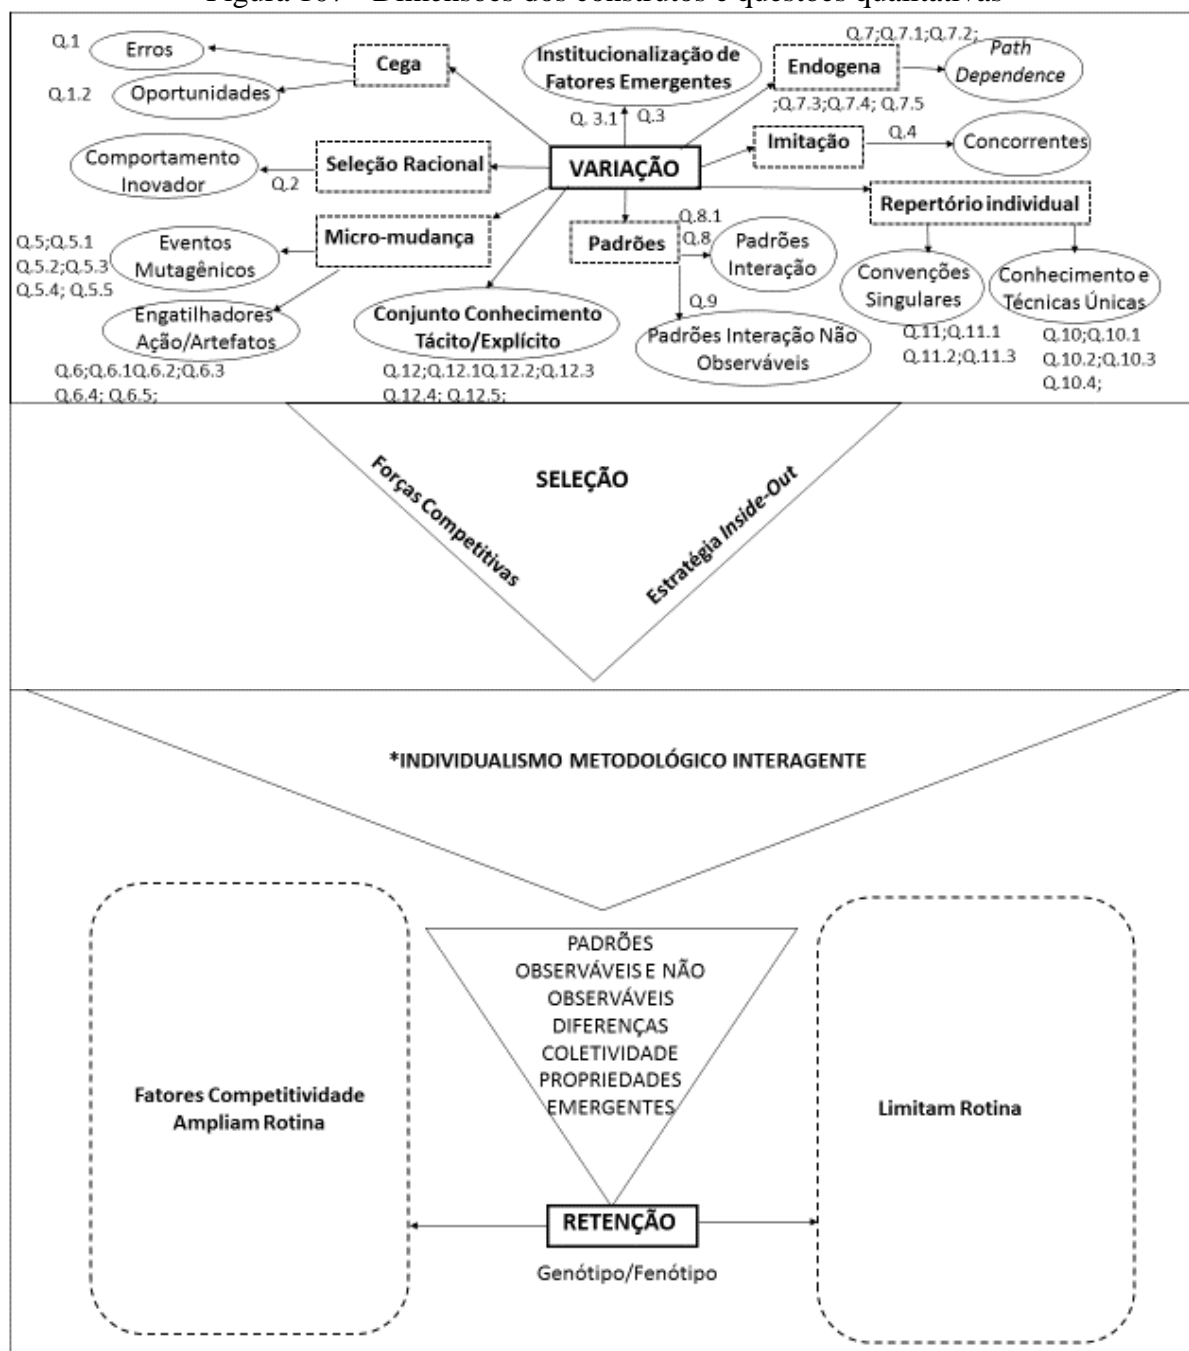 Figura 107 - Dimensões dos construtos e questões qualitativas
Q.1
Erros
Cega
Q.1.2
Oportunidades
Institucionalização de
Fatores Emergentes
Q. 3.1
Q.3
Q.7;Q.7.1;Q.7.2;
Endogena
Path
Dependence
;Q.7.3;Q.7.4; Q.7.5
Imitação
Q.4
Concorrentes
Comportamento
Inovador
Q.2
Seleção Racional
VARIAÇÃO
Repertório individual
Q.5;Q.5.1
Q.5.2;Q.5.3
Q.5.4; Q.5.5
Eventos
Mutagênicos
Micro-mudança
Engatilhadores
Ação/Artefatos
Q.6;Q.6.1Q.6.2;Q.6.3
Q.6.4; Q.6.5;
Conjunto Conhecimento
Tácito/Explícito
Q.12;Q.12.1Q.12.2;Q.12.3
Q.12.4; Q.12.5;
Padrões
Q.8.1
Q.8
Padrões
Interação
Q.9
Padrões Interação Não
Observáveis
Convenções
Singulares
Q.11;Q.11.1
Q.11.2;Q.11.3
Conhecimento e
Técnicas Únicas
Q.10;Q.10.1
Q.10.2;Q.10.3
Q.10.4;
SELEÇÃO
Forças Competitivas
Estratégia Inside-Out
*INDIVIDUALISMO METODOLÓGICO INTERAGENTE
PADRÕES
OBSERVÁVEIS E NÃO
OBSERVÁVEIS
DIFERENÇAS
COLETIVIDADE
PROPRIEDADES
EMERGENTES
Fatores Competitividade
Ampliam Rotina
Limitam Rotina
RETENÇÃO
Genótipo/Fenótipo